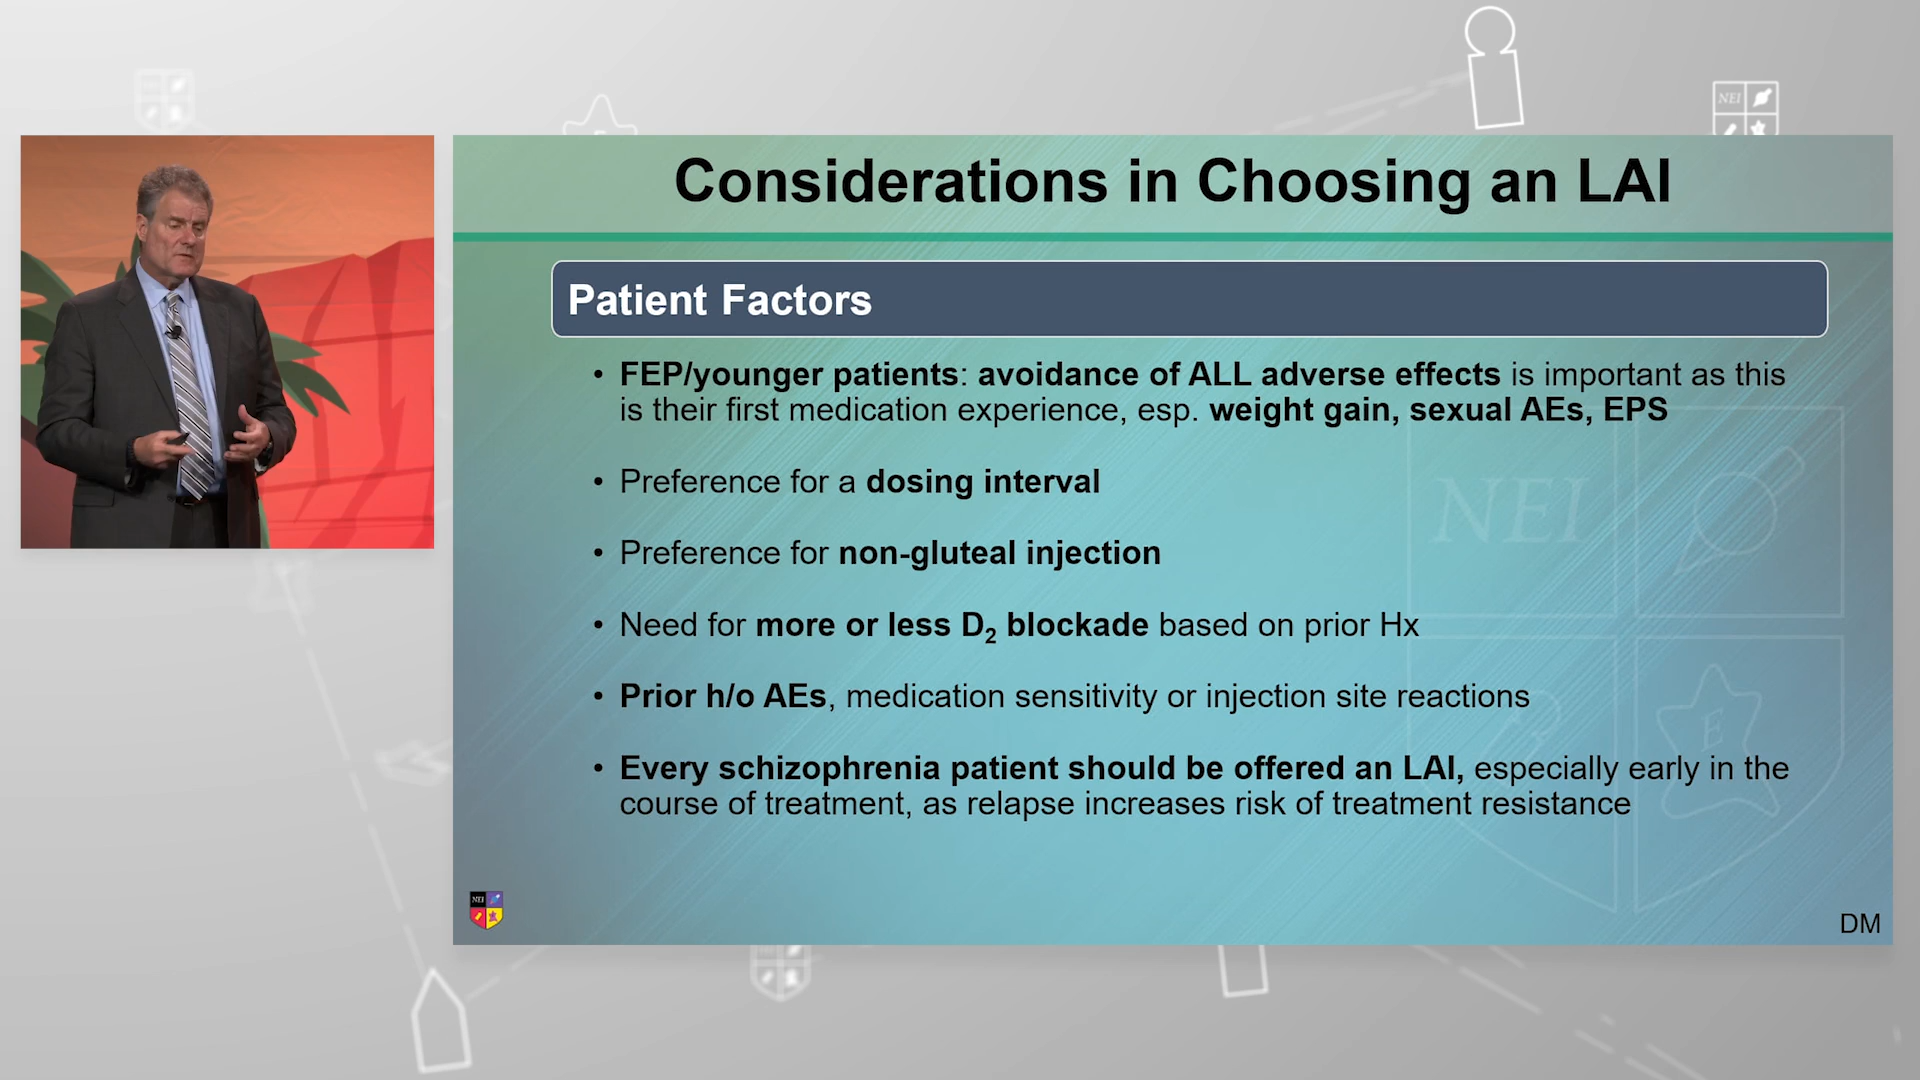 NEI
Considerations in Choosing an LAI
Patient Factors
• FEP/younger patients: avoidance of ALL adverse effects is important as this
is their first medication experience, esp. weight gain, sexual AEs, EPS
• Preference for a dosing interval
• Preference for non-gluteal injection
• Need for more or less D₂ blockade based on prior Hx
• Prior h/o AEs, medication sensitivity or injection site reactions
• Every schizophrenia patient should be offered an LAI, especially early in the
course of treatment, as relapse increases risk of treatment resistance
NEI
E
NEI
DM